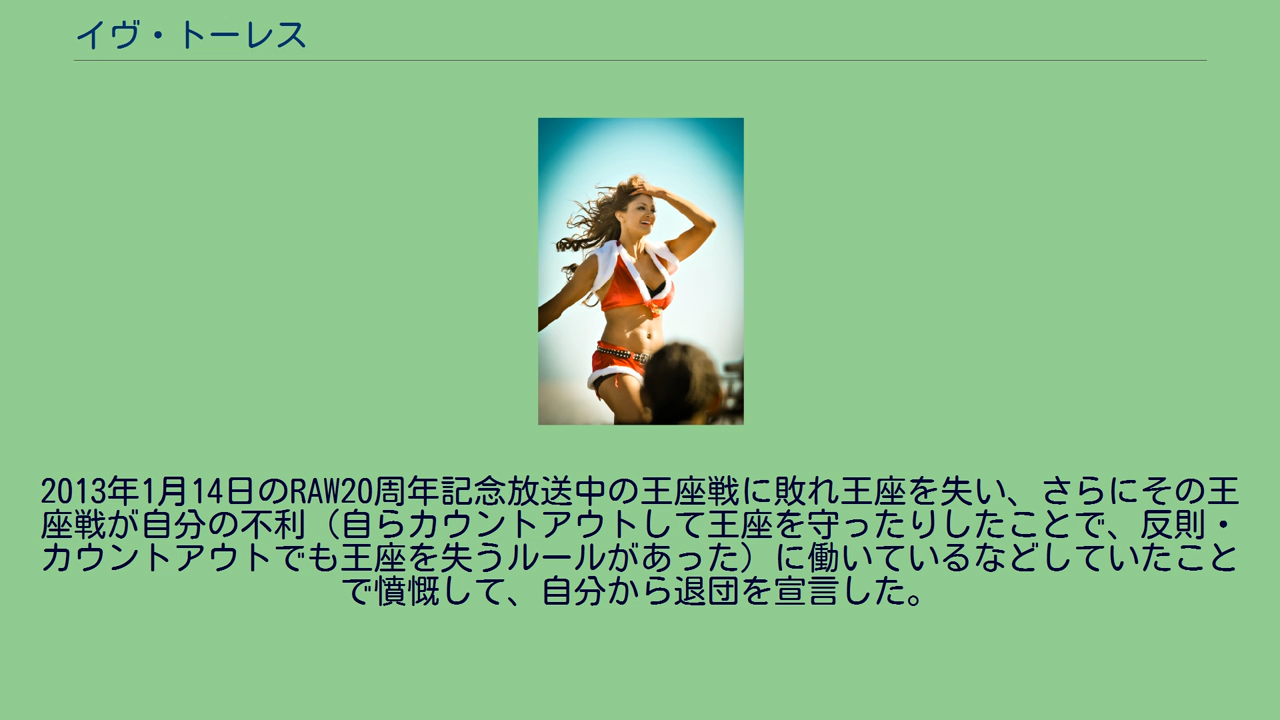 イヴ・トーレス
2013年1月14日のRAW20周年記念放送中の王座戦に敗れ王座を失い、さらにその王
座戦が自分の不利（自らカウントアウトして王座を守ったりしたことで、反則・
カウントアウトでも王座を失うルールがあった）に働いているなどしていたこと
で憤慨して、自分から退団を宣言した。